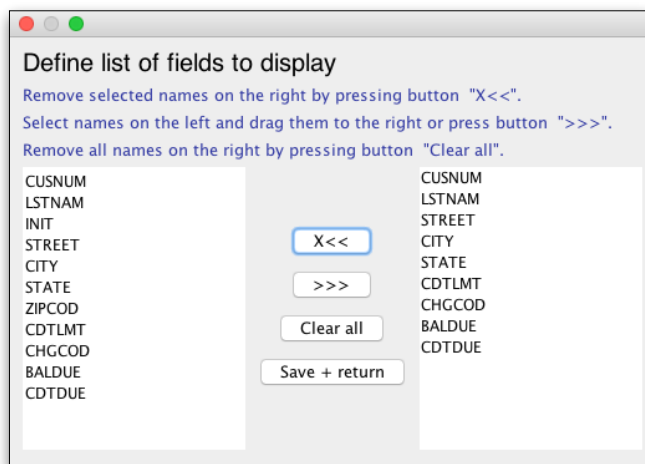 Define list of fields to display
Remove selected names on the right by pressing button "X<<".
Select names on the left and drag them to the right or press button ">>>".
Remove all names on the right by pressing button "Clear all".
CUSNUM
LSTNAM
INIT
STREET
CITY
STATE
ZIPCOD
CDTLMT
CHGCOD
BALDUE
CDTDUE
X<<
>>>
Clear all
Save + return
CUSNUM
LSTNAM
STREET
CITY
STATE
CDTLMT
CHGCOD
BALDUE
CDTDUE